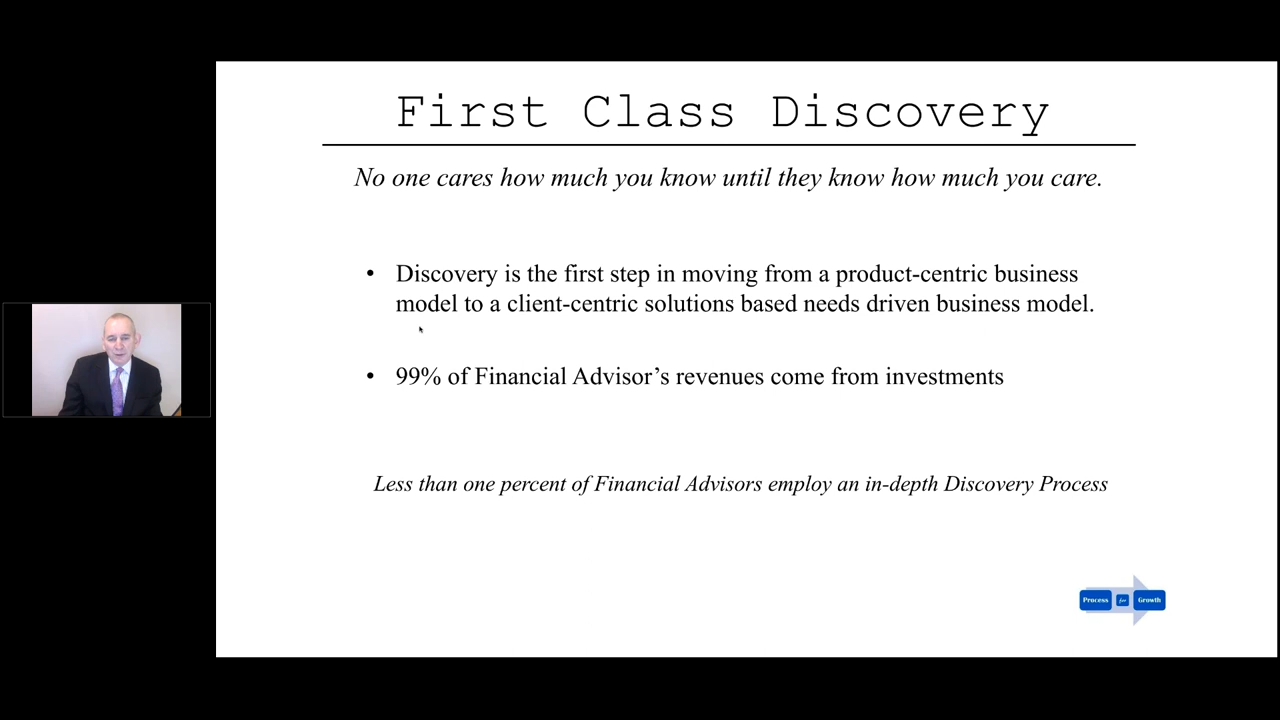 First Class Discovery
No one cares how much you know until they know how much you care.
• Discovery is the first step in moving from a product-centric business
model to a client-centric solutions based needs driven business model.
• 99% of Financial Advisor’s revenues come from investments
Less than one percent of Financial Advisors employ an in-depth Discovery Process
Process for Growth